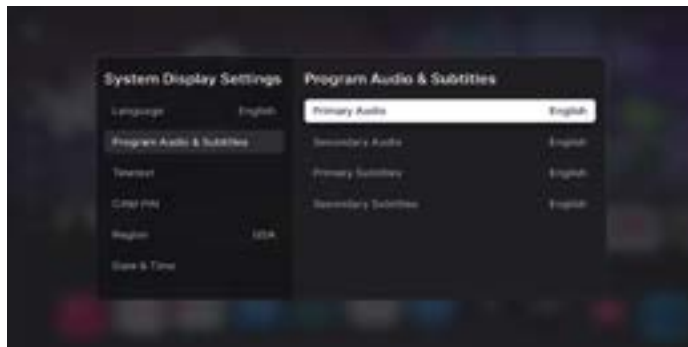 System Display Settings
Language English
Program Audio & Subtitles
Timeout
CAM PIN
Region USA
Date & Time
Program Audio & Subtitles
Primary Audio English
Secondary Audio English
Primary Subtitles English
Secondary Subtitles English